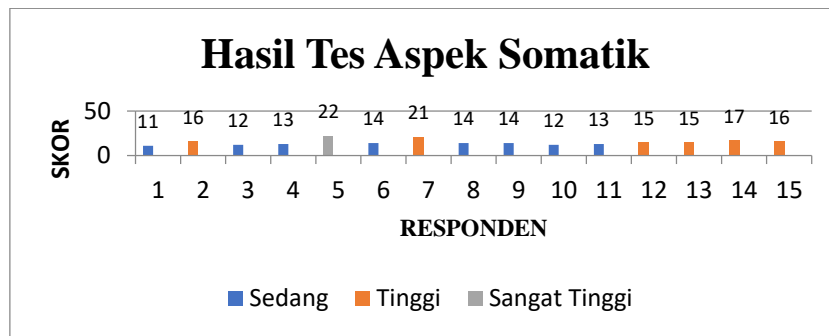 Hasil Tes Aspek Somatik
SKOR
50
0
11 16 12 13 22 14 21 14 14 12 13 15 15 17 16
1 2 3 4 5 6 7 8 9 10 11 12 13 14 15
RESPONDEN
Sedang Tinggi Sangat Tinggi